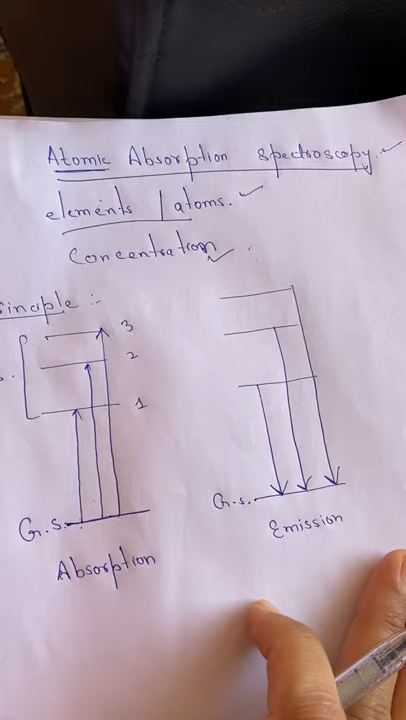 Atomic Absorption spectroscopy.
elements / atoms.
Concentration
inciple :-
3
2
1
G.s.
Absorption
G.s.
Emission